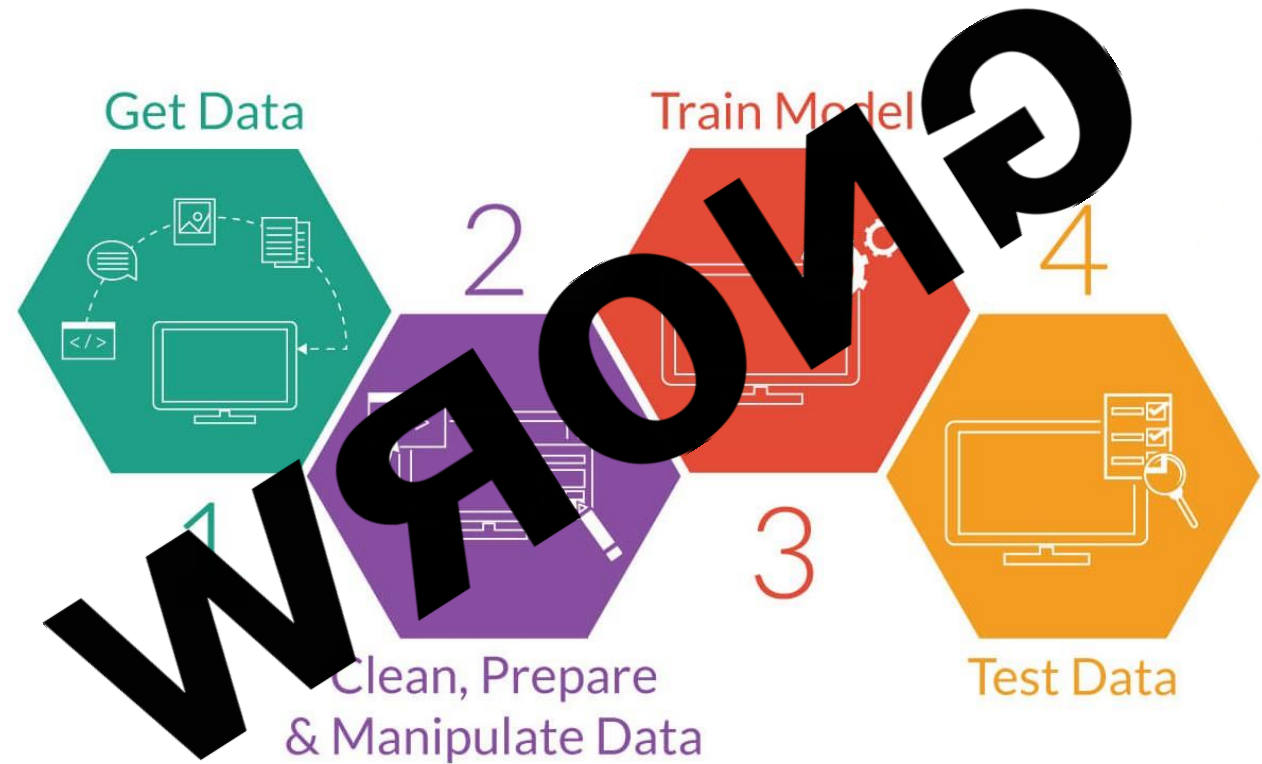 Get Data
Train Model
2
4
</>
1
3
Clean, Prepare
& Manipulate Data
Test Data
WRONG